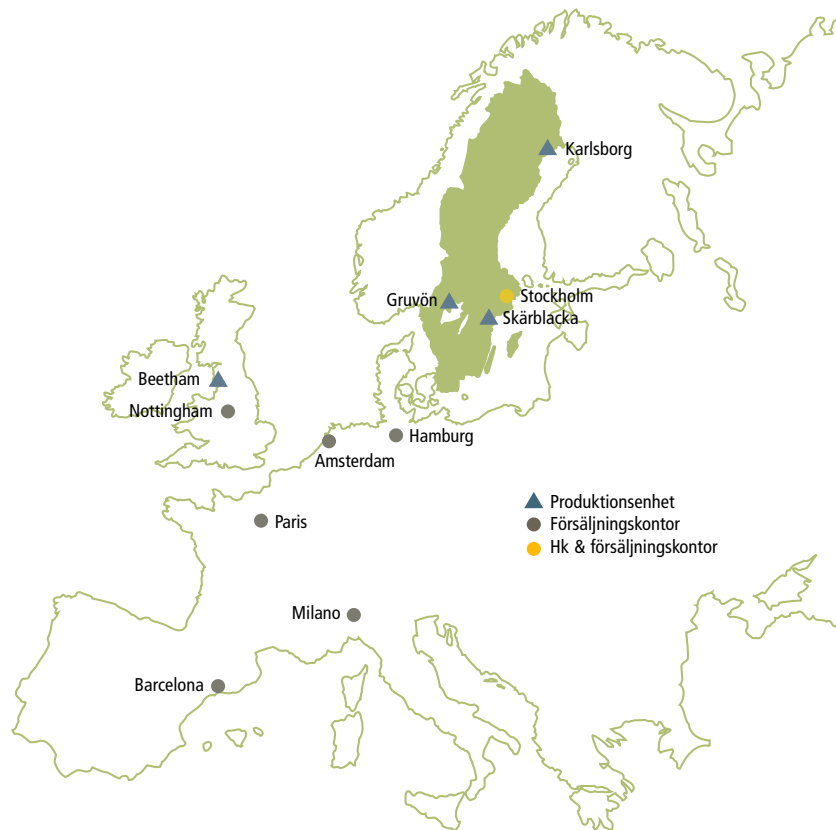 Karlsborg
Gruvön
Stockholm
Skärblacka
Beetham
Nottingham
Hamburg
Amsterdam
Produktionsenhet
Försäljningskontor
Hk & försäljningskontor
Paris
Milano
Barcelona